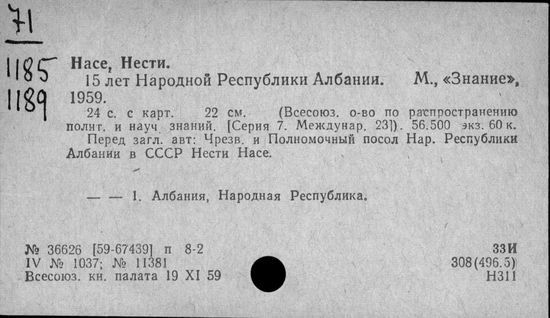 71
1185
1189
Насе, Нести.
15 лет Народной Республики Албании. М., «Знание»,
1959.
24 с. с карт. 22 см. (Всесоюз. о-во по распространению
полит. и науч. знаний. [Серия 7. Междунар. 23]). 56.500 экз. 60 к.
Перед загл. авт: Чрезв. и Полномочный посол Нар. Республики
Албании в СССР Нести Насе.
— — 1. Албания, Народная Республика.
№ 36626 [59-67439] п 8-2 33И
IV № 1037; № 11381 308(496.5)
Всесоюз. кн. палата 19 XI 59 Н311